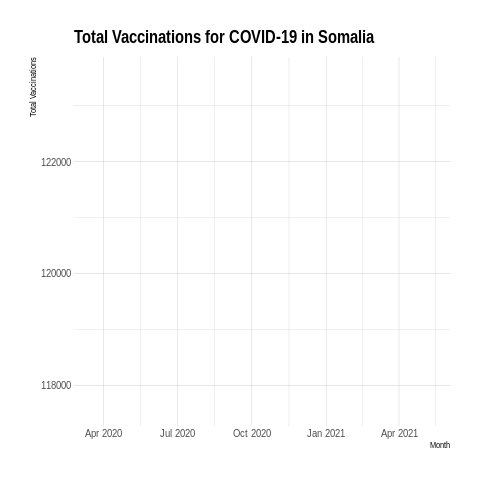 Total Vaccinations for COVID-19 in Somalia
Total Vaccinations
122000
120000
118000
Apr 2020 Jul 2020 Oct 2020 Jan 2021 Apr 2021
Month